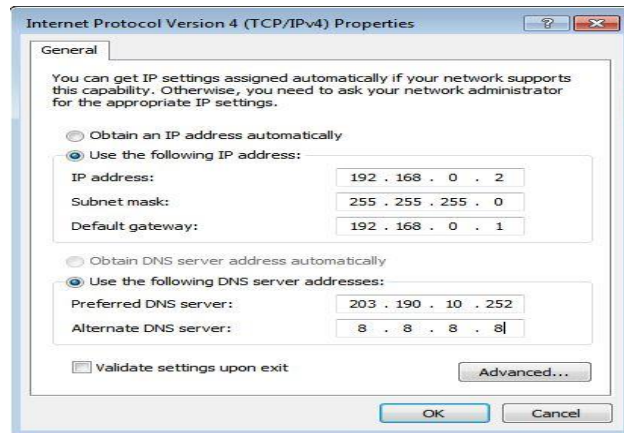 Internet Protocol Version 4 (TCP/IPv4) Properties
General
You can get IP settings assigned automatically if your network supports
this capability. Otherwise, you need to ask your network administrator
for the appropriate IP settings.
Obtain an IP address automatically
Use the following IP address:
IP address: 192 . 168 . 0 . 2
Subnet mask: 255 . 255 . 255 . 0
Default gateway: 192 . 168 . 0 . 1
Obtain DNS server address automatically
Use the following DNS server addresses:
Preferred DNS server: 203 . 190 . 10 . 252
Alternate DNS server: 8 . 8 . 8 . 8
Validate settings upon exit
Advanced...
OK Cancel